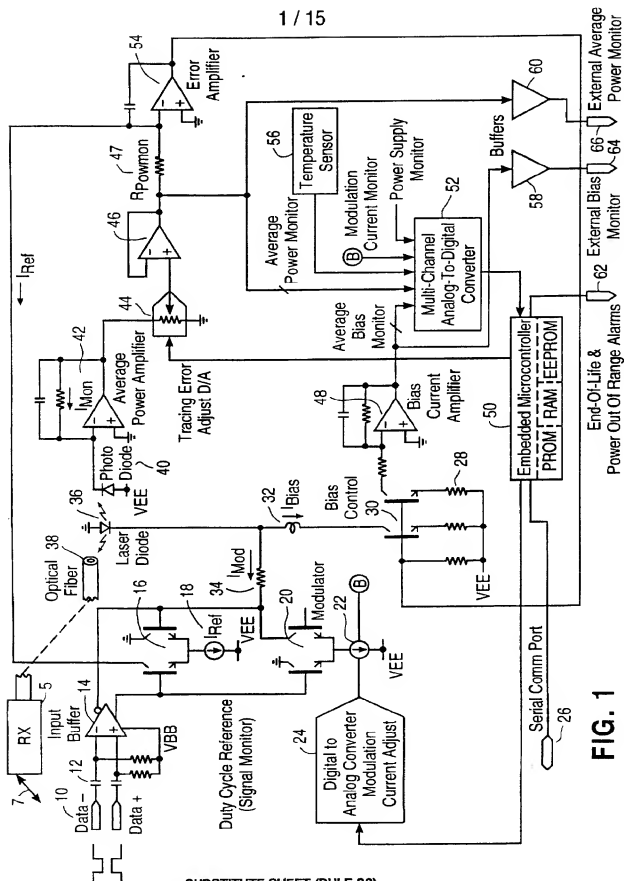 1 / 15
54
Error
Amplifier
60
External Average
Power Monitor
66
47
RPowmon
56
Temperature
Sensor
Buffers
58
64
External Bias
Monitor
IRef
46
Average
Power Monitor
B
Modulation
Current Monitor
Power Supply
Monitor
52
Multi-Channel
Analog-To-Digital
Converter
62
End-Of-Life &
Power Out Of Range Alarms
42
44
IMon
Average
Power Amplifier
Tracing Error
Adjust D/A
Average
Bias
Monitor
48
Bias
Current Amplifier
Embedded Microcontroller
50
PROM
RAM
EEPROM
Photo
Diode
40
VEE
36
Laser
Diode
38
Optical
Fiber
32
IBias
Bias
Control
30
28
VEE
34
IMod
16
18
IRef
VEE
20
Modulator
22
B
VEE
5
RX
7
Input
Buffer
14
12
10
Data -
Data +
VBB
Duty Cycle Reference
(Signal Monitor)
24
Digital to
Analog Converter
Modulation
Current Adjust
Serial Comm Port
26
FIG. 1